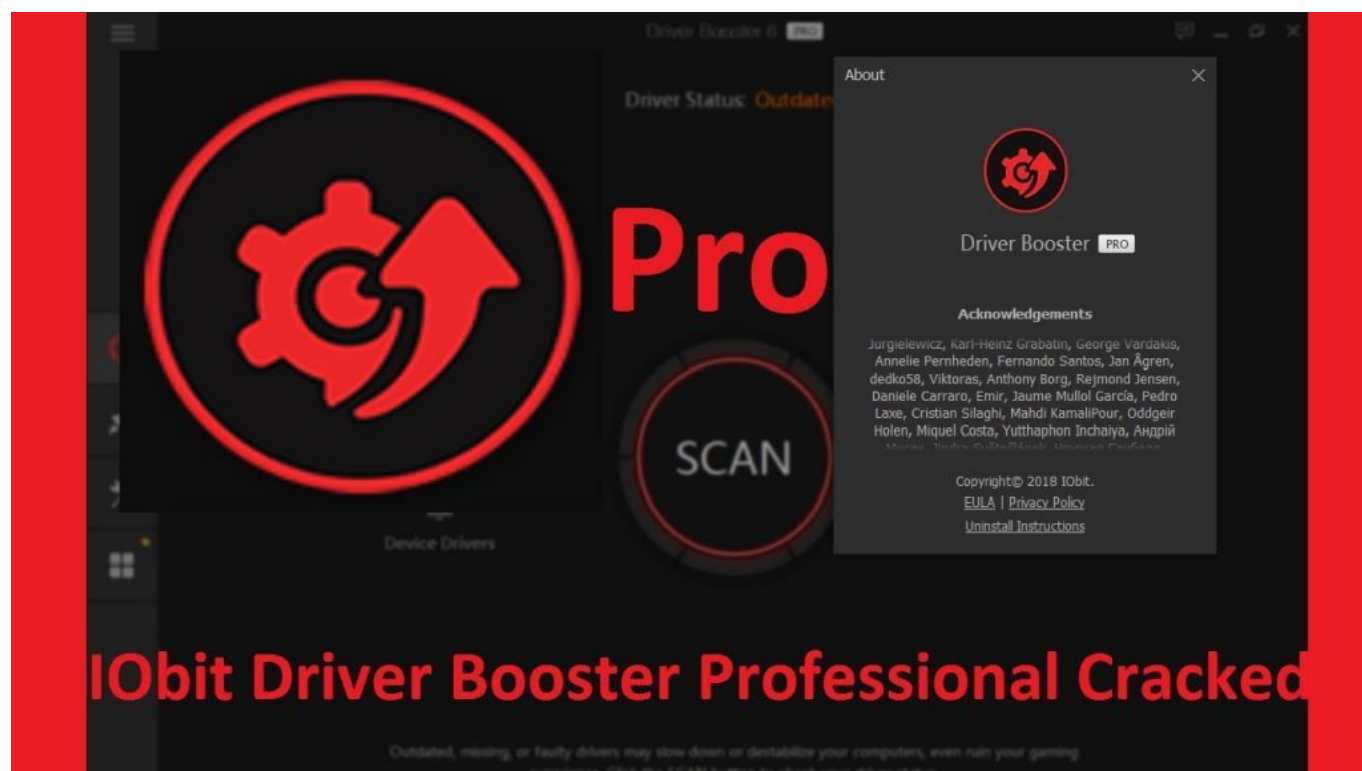 Driver Booster 6 PRO
Driver Status: Outdate
About
Pro
Driver Booster PRO
Acknowledgements
Jurgielewicz, Karl-Heinz Grabatin, George Vardakis,
Annelie Pernheden, Fernando Santos, Jan Ågren,
dedko58, Viktoras, Anthony Borg, Rejmond Jensen,
Daniele Carraro, Emir, Jaume Mullol García, Pedro
Laxe, Cristian Silaghi, Mahdi KamaliPour, Oddgeir
Holen, Miquel Costa, Yutthaphon Inchaiya, Андрій
SCAN
Copyright© 2018 IObit.
EULA | Privacy Policy
Uninstall Instructions
Device Drivers
IObit Driver Booster Professional Cracked
Outdated, missing, or faulty drivers may slow down or destabilize your computers, even ruin your gaming